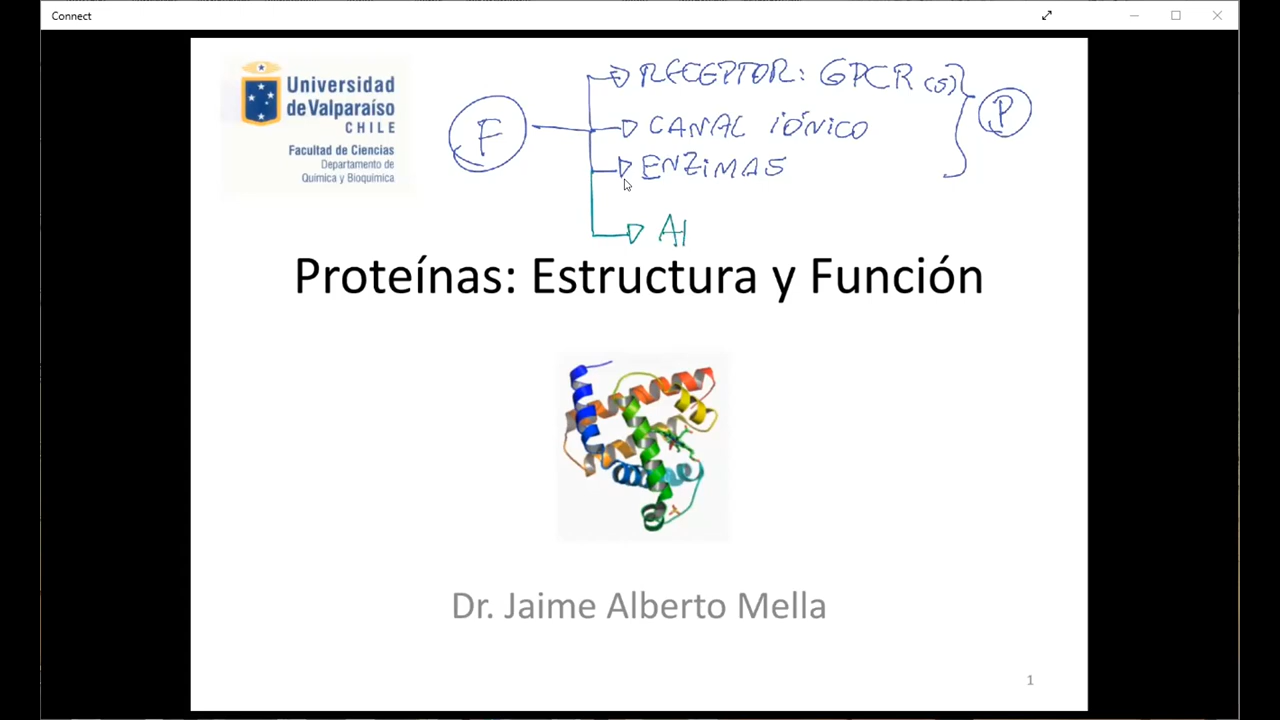 Connect
Universidad
de Valparaíso
CHILE
Facultad de Ciencias
Departamento de
Química y Bioquímica
F
RECEPTOR: GPCR (s)
P
CANAL IÓNICO
ENZIMAS
Proteínas: Estructura y Función
Dr. Jaime Alberto Mella
1